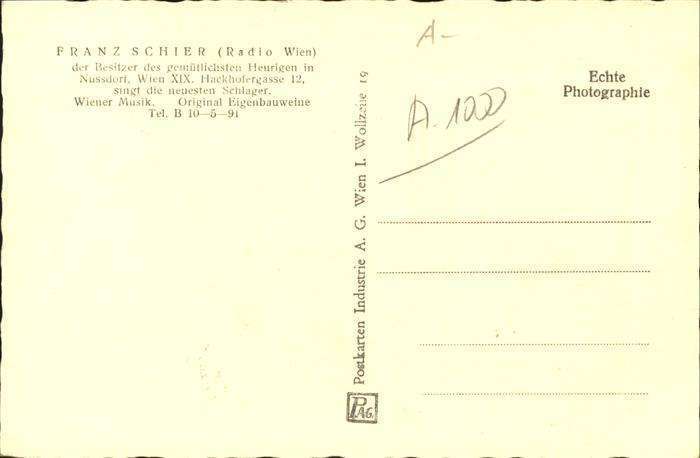 FRANZ SCHIER (Radio Wien)
der Besitzer des gemütlichsten Heurigen in
Nussdorf, Wien XIX. Hackhofergasse 12,
singt die neuesten Schlager.
Wiener Musik. Original Eigenbauweine
Tel. B 10—5—91
Postkarten Industrie A. G. Wien I. Wollzeile 19
PAG.
A-
A. 1000
Echte
Photographie